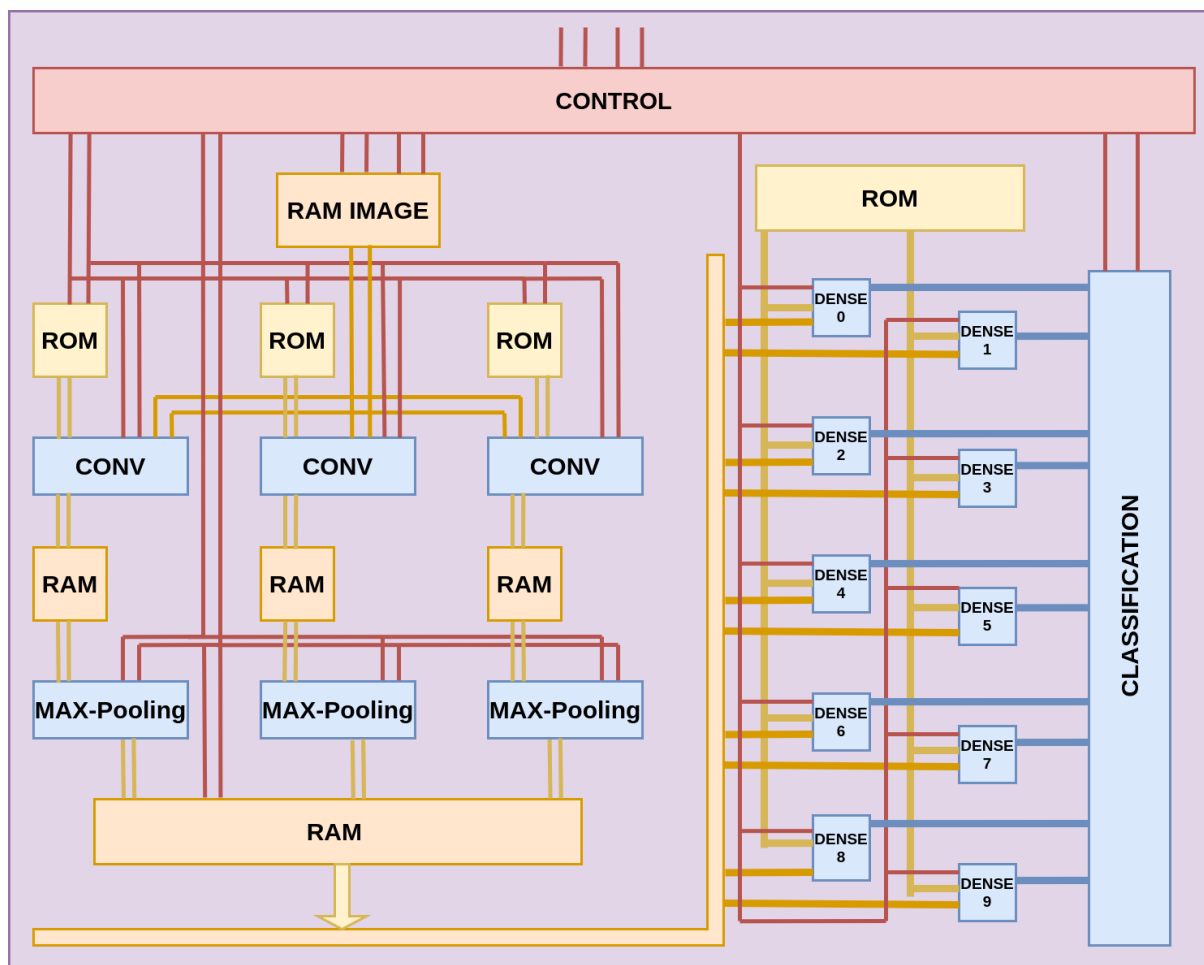 CONTROL
RAM IMAGE
ROM
ROM
ROM
ROM
CONV
CONV
CONV
RAM
RAM
RAM
MAX-Pooling
MAX-Pooling
MAX-Pooling
RAM
DENSE
0
DENSE
1
DENSE
2
DENSE
3
DENSE
4
DENSE
5
DENSE
6
DENSE
7
DENSE
8
DENSE
9
CLASSIFICATION